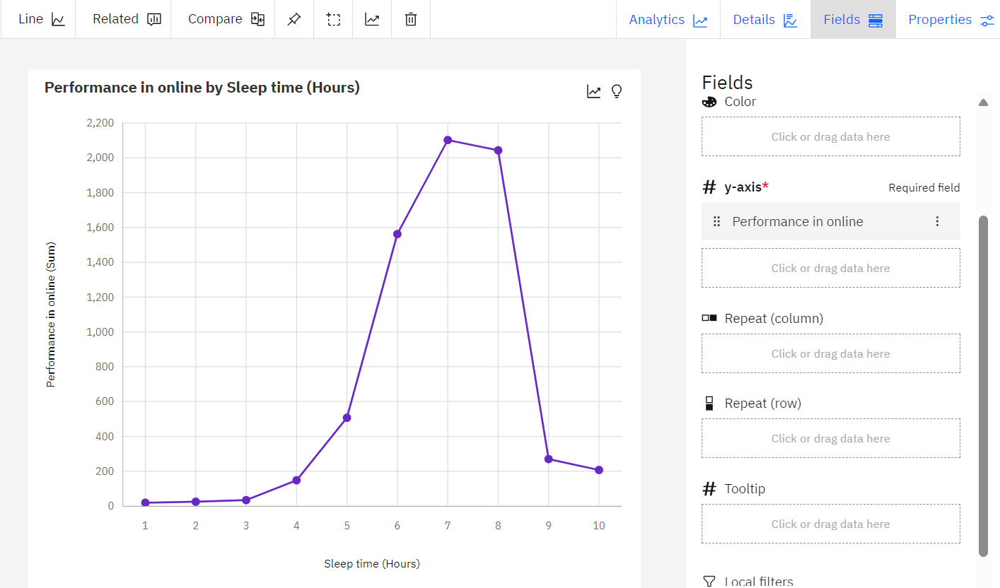 Line
Related
Compare
Analytics
Details
Fields
Properties
Performance in online by Sleep time (Hours)
2,200
2,000
1,800
1,600
1,400
1,200
1,000
800
600
400
200
0
Performance in online (Sum)
1 2 3 4 5 6 7 8 9 10
Sleep time (Hours)
Fields
Color
Click or drag data here
# y-axis* Required field
Performance in online
Click or drag data here
Repeat (column)
Click or drag data here
Repeat (row)
Click or drag data here
# Tooltip
Click or drag data here
Local filters